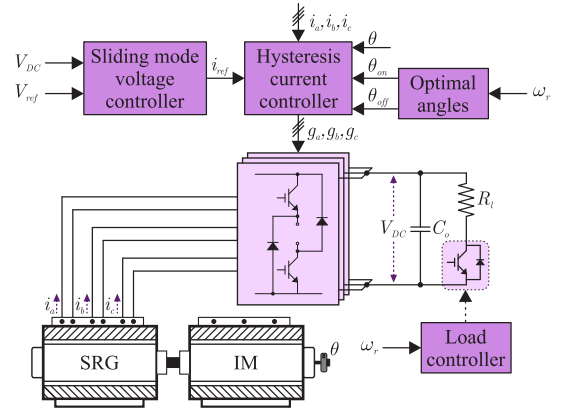 i_a, i_b, i_c
V_DC
V_ref
Sliding mode
voltage
controller
i_ref
Hysteresis
current
controller
θ
θ_on
θ_off
Optimal
angles
ω_r
g_a, g_b, g_c
V_DC
C_o
R_l
i_a
i_b
i_c
SRG
IM
θ
ω_r
Load
controller